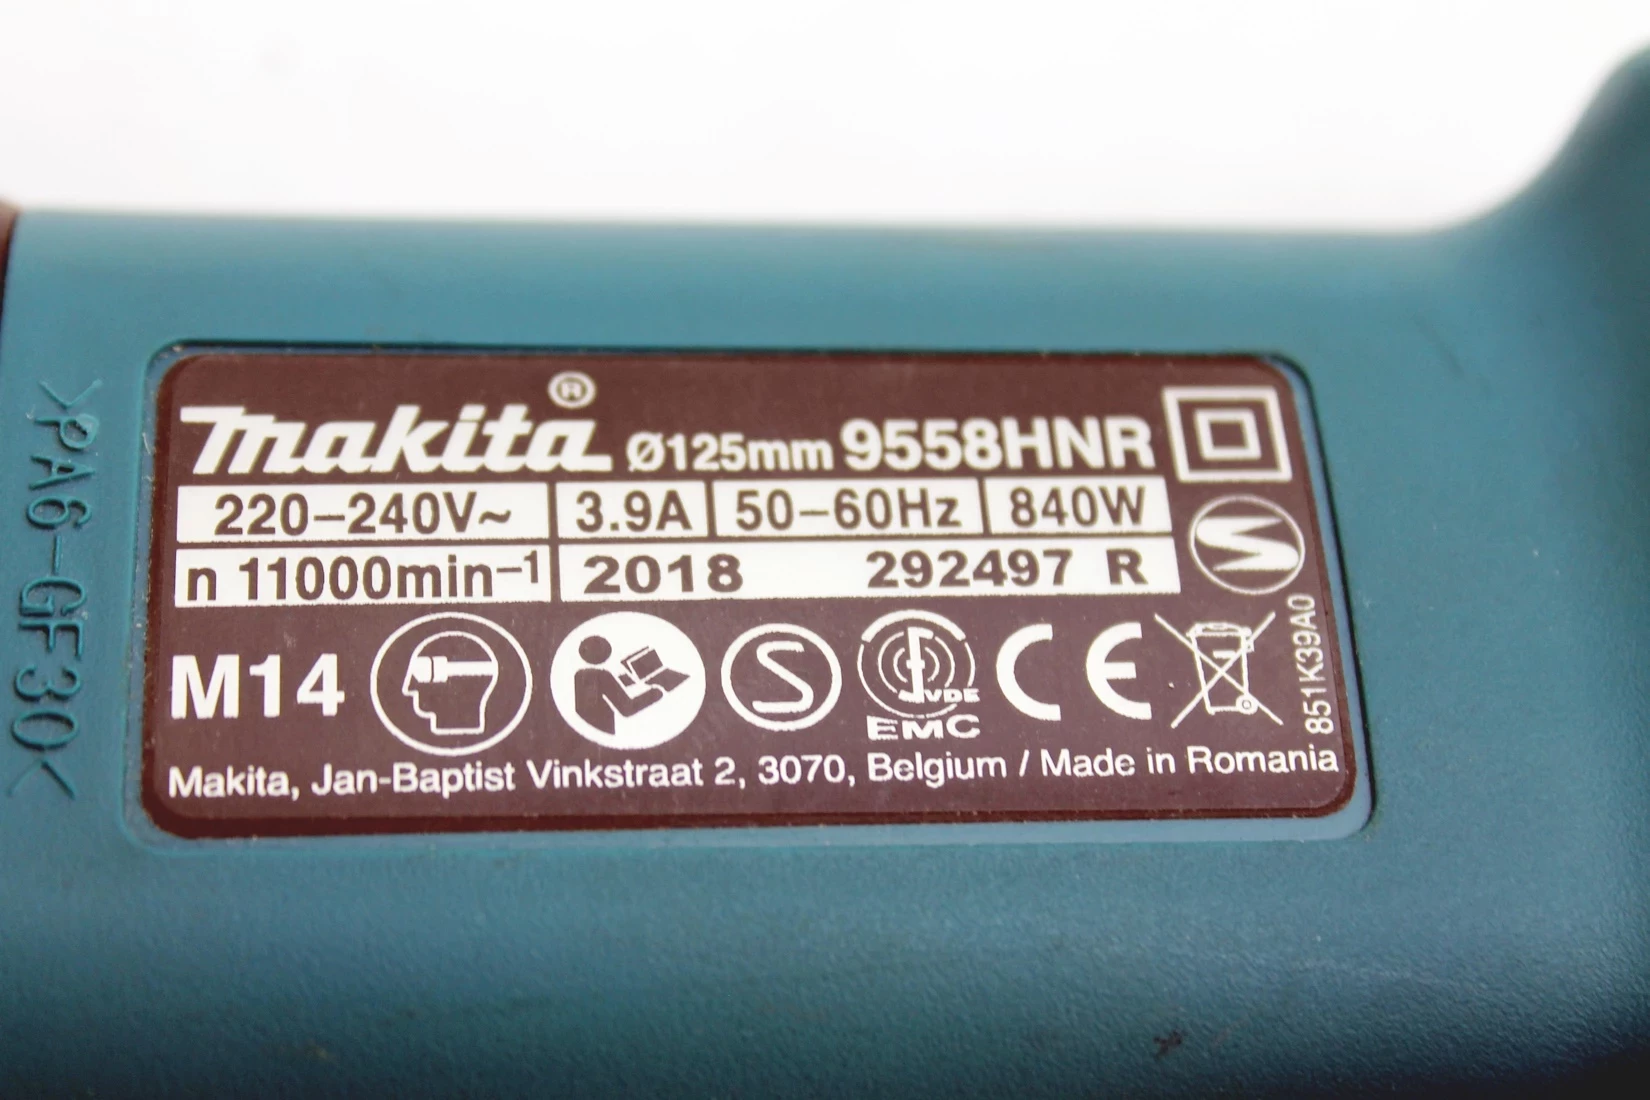 makita® Ø125mm 9558HNR
220–240V~ 3.9A 50–60Hz 840W
n 11000min⁻¹ 2018 292497 R
M14 S VDE EMC CE
851K39A0
Makita, Jan-Baptist Vinkstraat 2, 3070, Belgium / Made in Romania
>PA6-GF30<